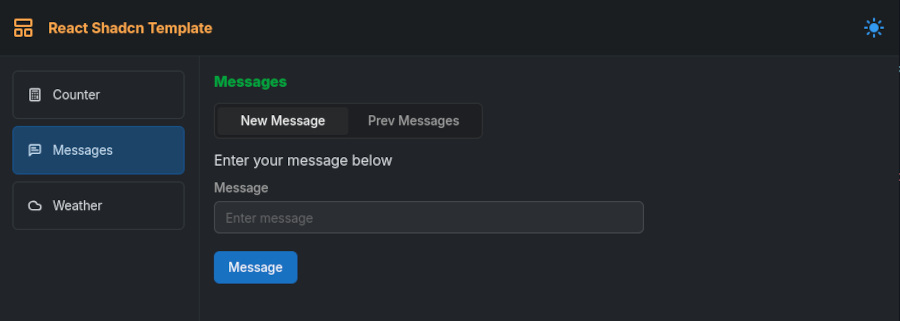 React Shadcn Template
Counter
Messages
Weather
Messages
New Message Prev Messages
Enter your message below
Message
Enter message
Message